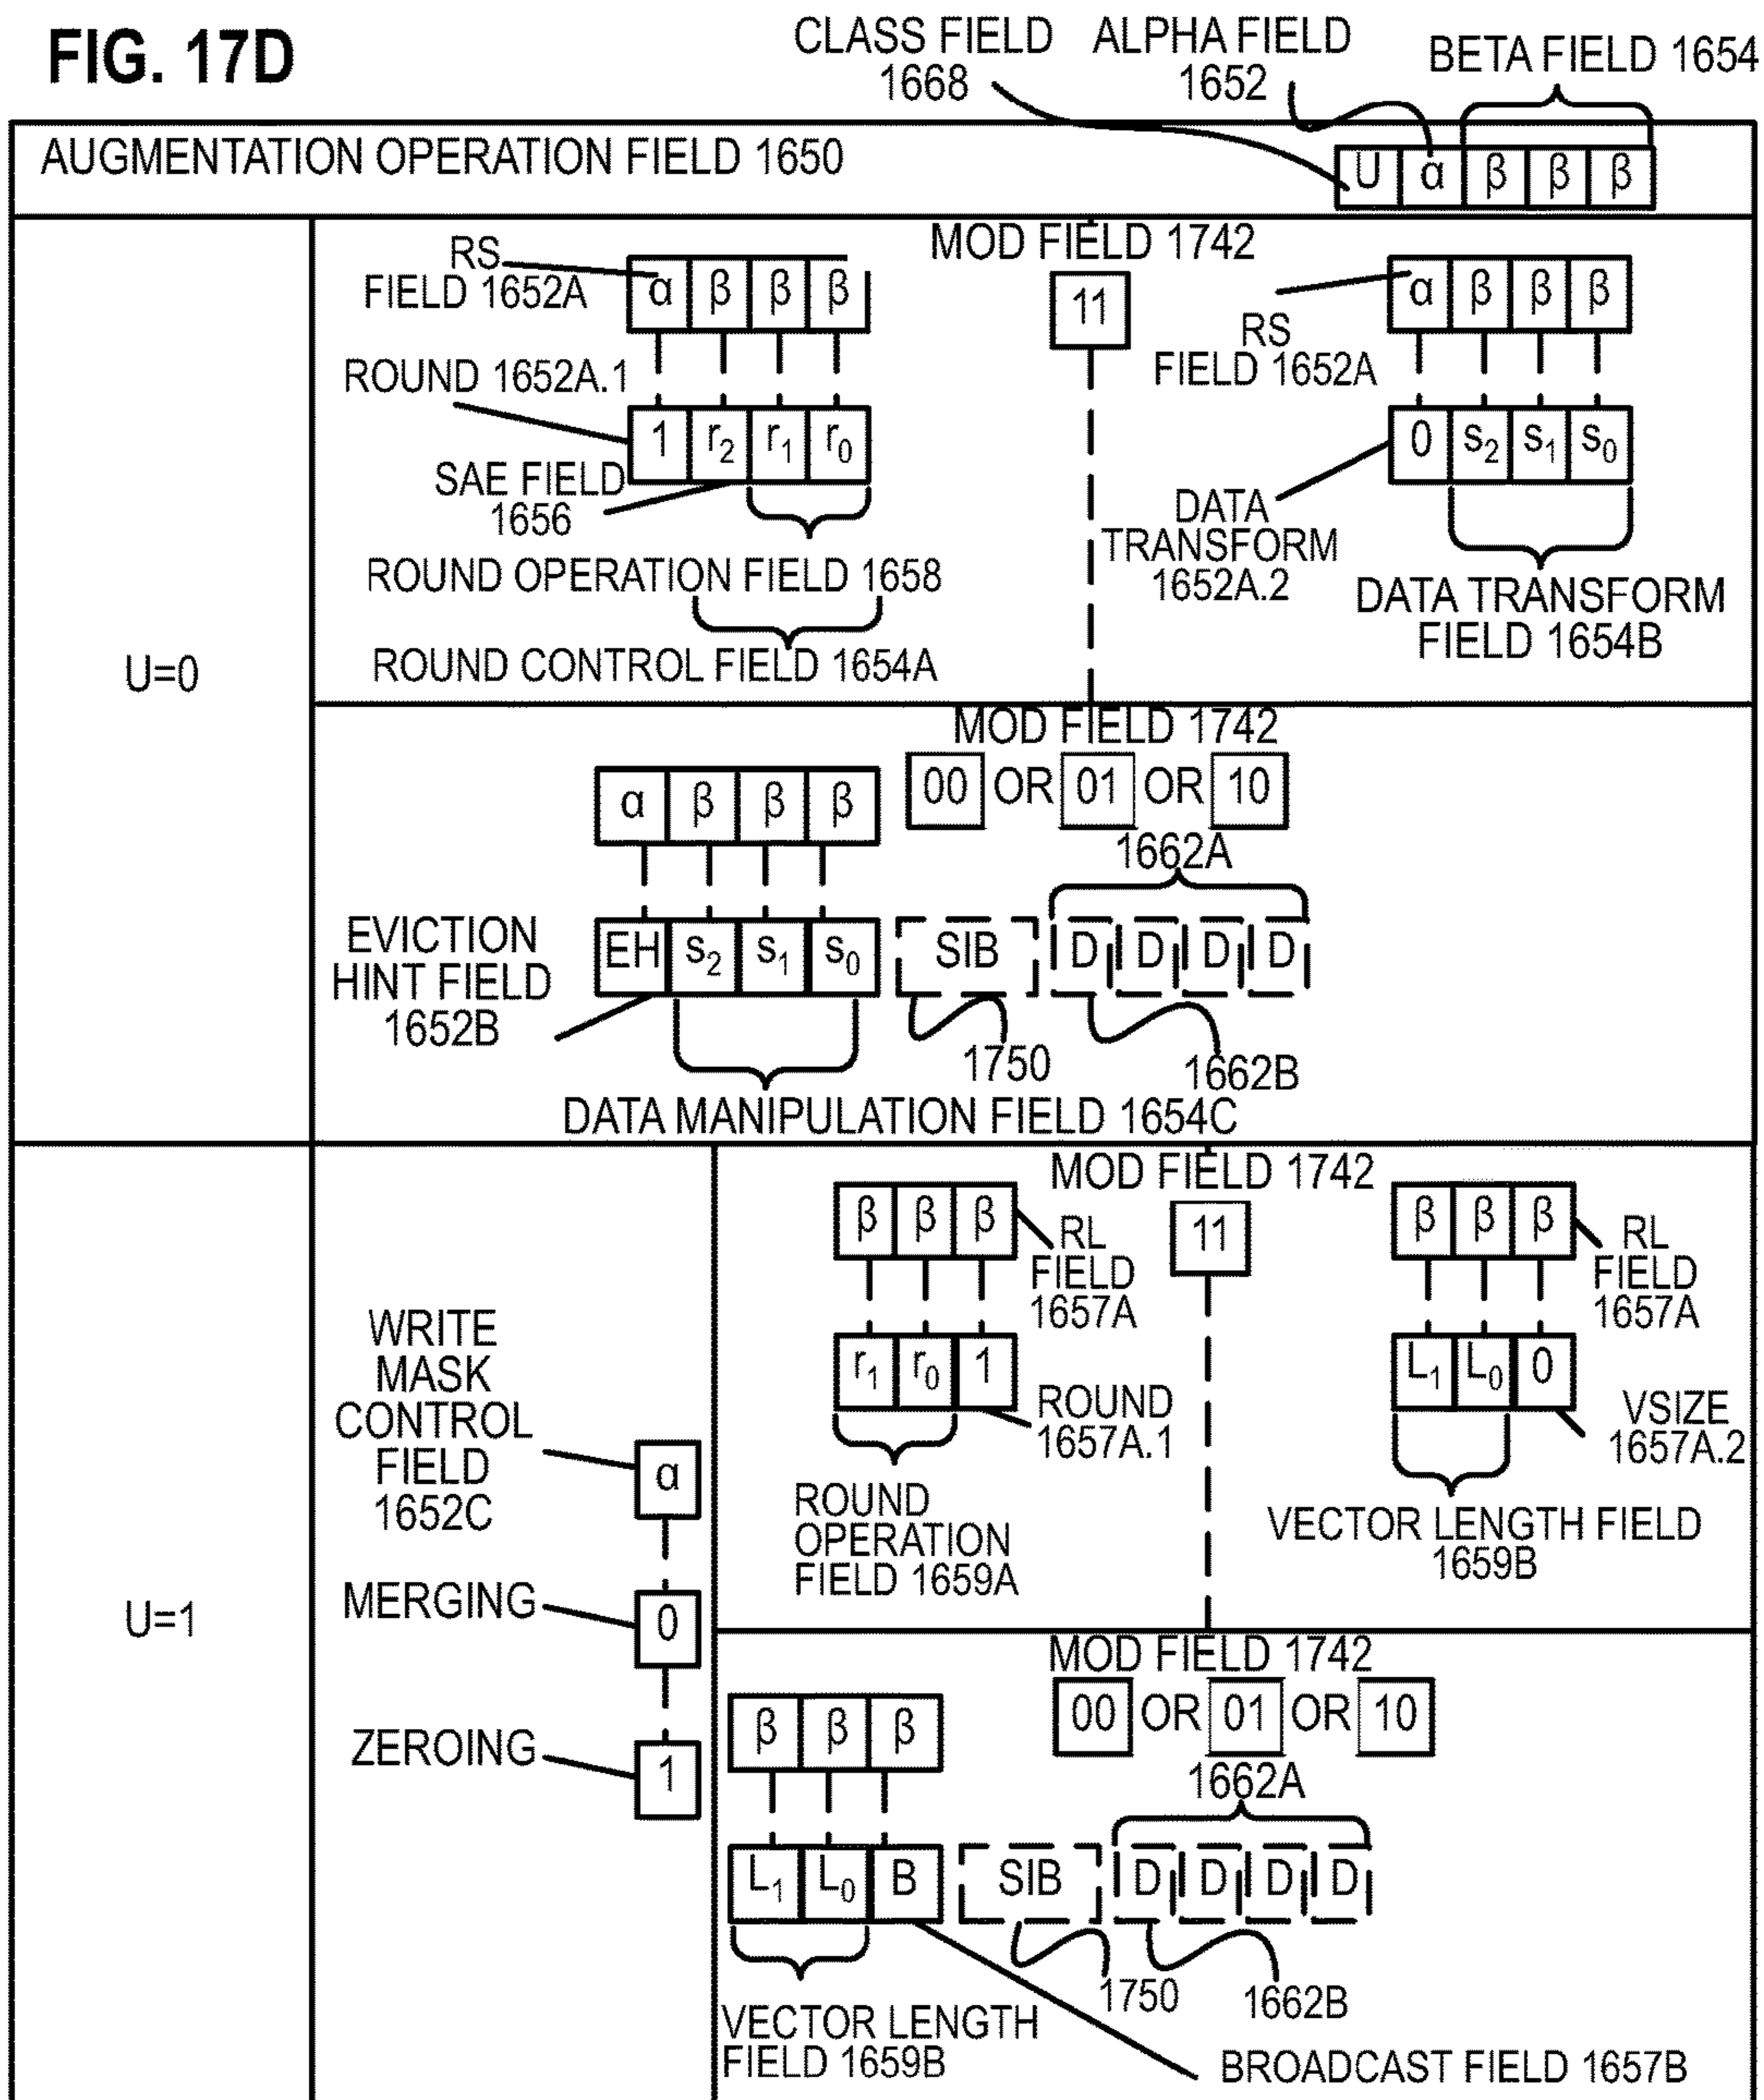 FIG. 17D
CLASS FIELD
1668
ALPHA FIELD
1652
BETA FIELD 1654
AUGMENTATION OPERATION FIELD 1650
U α β β β
U=0
MOD FIELD 1742
11
RS
FIELD 1652A
α β β β
ROUND 1652A.1
1 r2 r1 r0
SAE FIELD
1656
ROUND OPERATION FIELD 1658
ROUND CONTROL FIELD 1654A
α β β β
RS
FIELD 1652A
0 s2 s1 s0
DATA
TRANSFORM
1652A.2
DATA TRANSFORM
FIELD 1654B
MOD FIELD 1742
00 OR 01 OR 10
α β β β
1662A
EVICTION
HINT FIELD
1652B
EH s2 s1 s0 SIB D D D D
1750
1662B
DATA MANIPULATION FIELD 1654C
U=1
WRITE
MASK
CONTROL
FIELD
1652C
α
MERGING
0
ZEROING
1
MOD FIELD 1742
11
β β β
RL
FIELD
1657A
r1 r0 1
ROUND
1657A.1
ROUND
OPERATION
FIELD 1659A
β β β
RL
FIELD
1657A
L1 L0 0
VSIZE
1657A.2
VECTOR LENGTH FIELD
1659B
MOD FIELD 1742
00 OR 01 OR 10
β β β
1662A
L1 L0 B SIB D D D D
1750
1662B
VECTOR LENGTH
FIELD 1659B
BROADCAST FIELD 1657B